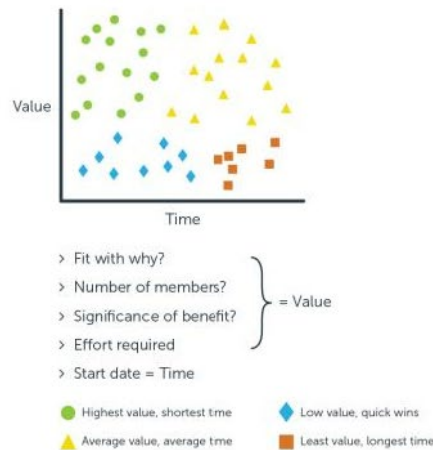 Value
Time
> Fit with why?
> Number of members?
> Significance of benefit?
> Effort required
= Value
> Start date = Time
Highest value, shortest tme
Low value, quick wins
Average value, average tme
Least value, longest time